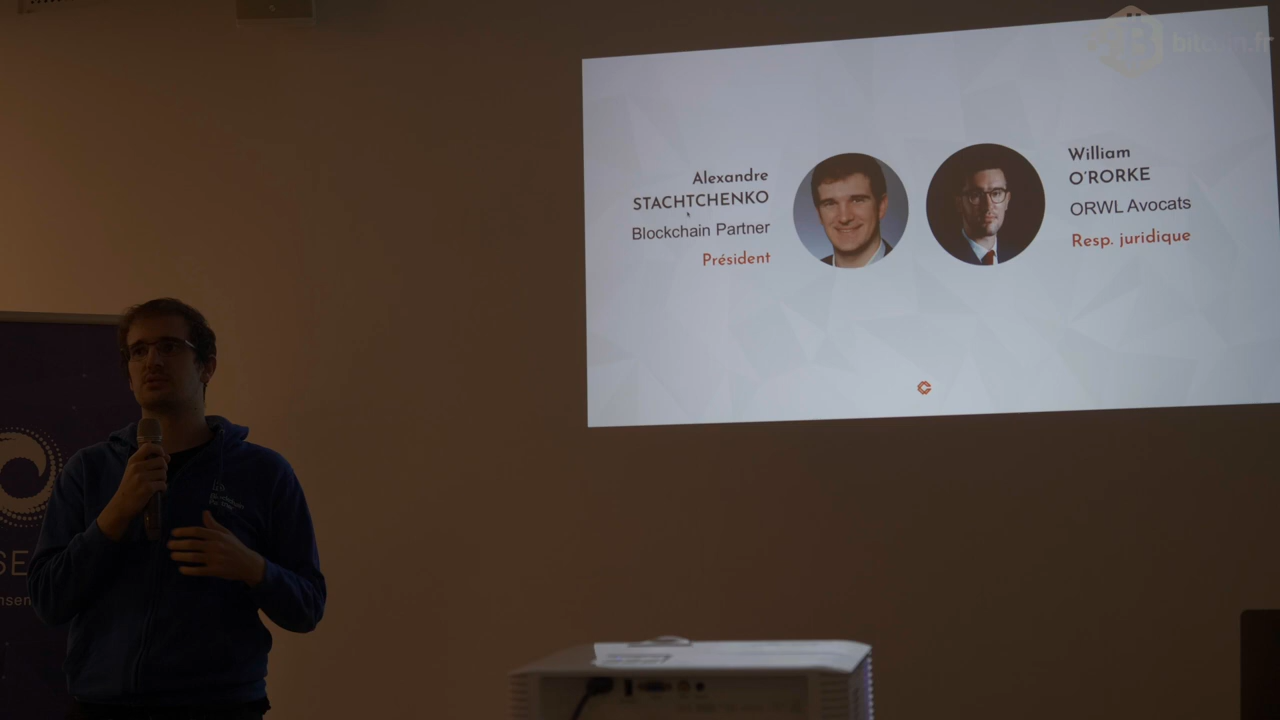 bitcoin.fr
Alexandre
STACHTCHENKO
Blockchain Partner
Président
William
O'RORKE
ORWL Avocats
Resp. juridique